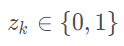 z_k ∈ {0, 1}